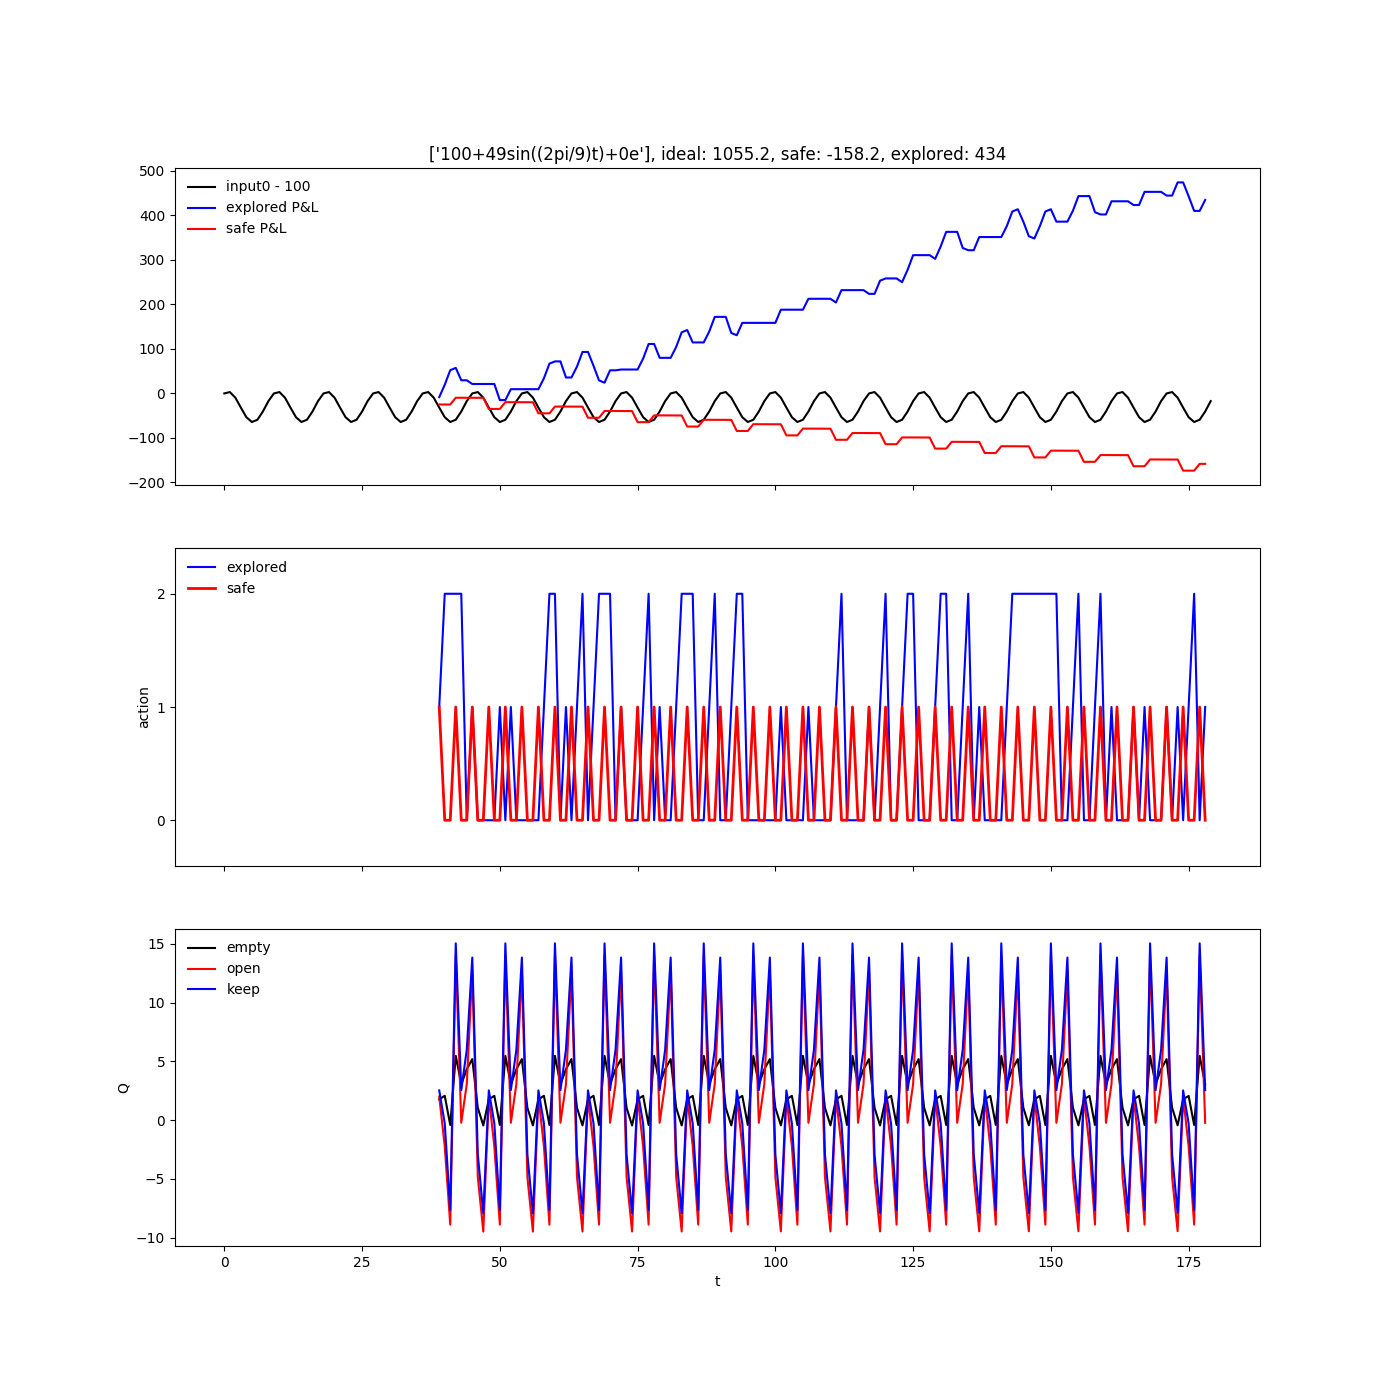 ['100+49sin((2pi/9)t)+0e'], ideal: 1055.2, safe: -158.2, explored: 434
500
400
300
200
100
0
−100
−200
input0 - 100
explored P&L
safe P&L
action
2
1
0
explored
safe
Q
15
10
5
0
−5
−10
empty
open
keep
0 25 50 75 100 125 150 175
t